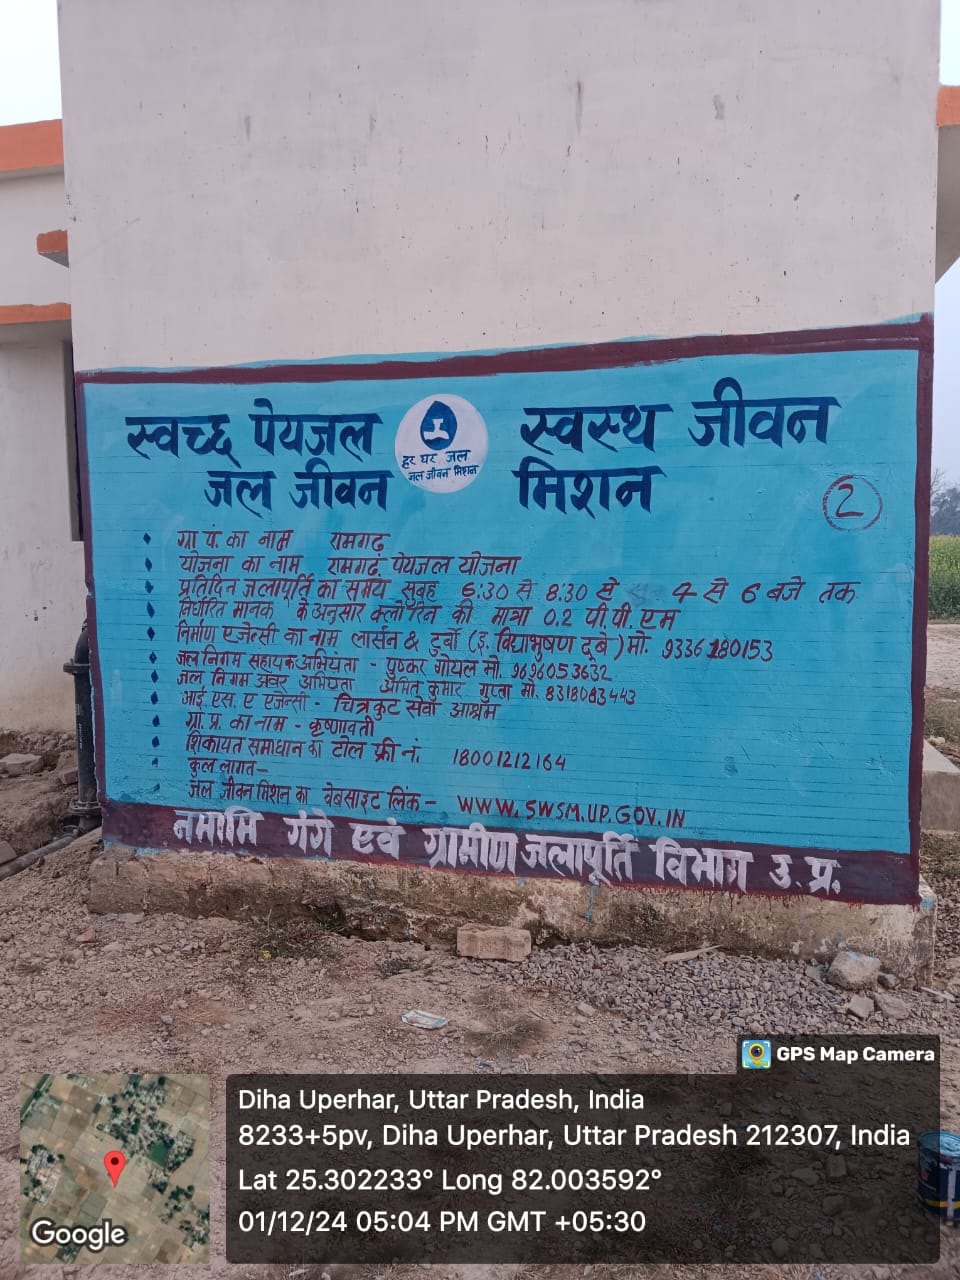 स्वच्छ पेयजल स्वस्थ जीवन
हर घर जल
जल जीवन मिशन
जल जीवन मिशन
2
ग्रा पं. का नाम रामगढ़
योजना का नाम रामगढ़ पेयजल योजना
प्रतिदिन जलापूर्ति का समय सुबह 6:30 से 8:30 से 4 से 6 बजे तक
निर्धारित मानक के अनुसार क्लोरिन की मात्रा 0.2 पी.पी.एम
निर्माण एजेन्सी का नाम लार्सन & टुर्बो (इ. विद्याभुषण दूबे) मो. 9336280153
जल निगम सहायक अभियंता - पुष्कर गोयल मो. 9696053632
जल निगम अवर अभियंता अमित कुमार गुप्ता मो. 8318083443
आई एस. ए एजेन्सी - चित्रकुट सेवा आश्रम
ग्रा. प्र. का नाम - कृष्णावती
शिकायत समाधान का टोल फ्री नं. 18001212164
कुल लागत-
जल जीवन मिशन का वेबसाइट लिंक - WWW.SWSM.UP.GOV.IN
नमामि गंगे एवं ग्रामीण जलापूर्ति विभाग उ. प्र.
GPS Map Camera
Diha Uperhar, Uttar Pradesh, India
8233+5pv, Diha Uperhar, Uttar Pradesh 212307, India
Lat 25.302233° Long 82.003592°
01/12/24 05:04 PM GMT +05:30
Google